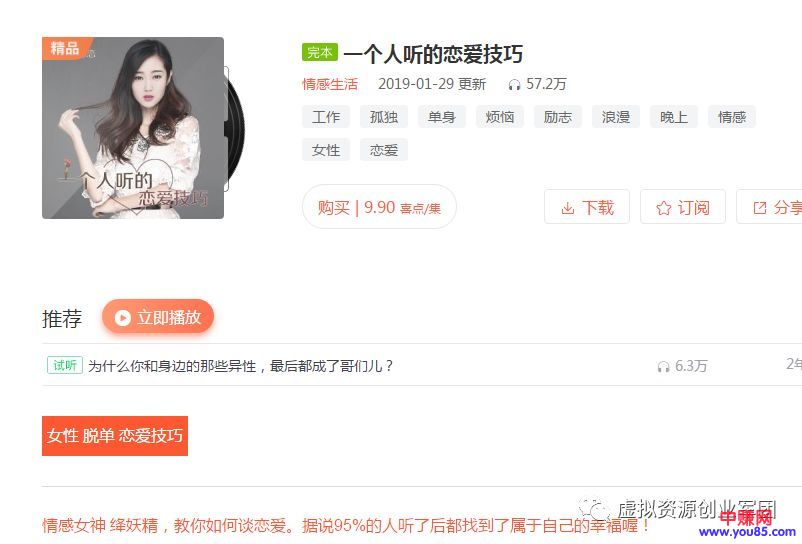 精品
一个人听的
恋爱技巧
完本 一个人听的恋爱技巧
情感生活 2019-01-29 更新 57.2万
工作 孤独 单身 烦恼 励志 浪漫 晚上 情感
女性 恋爱
购买 | 9.90 喜点/集 下载 订阅 分享
推荐 立即播放
试听 为什么你和身边的那些异性，最后都成了哥们儿？ 6.3万 2年
女性 脱单 恋爱技巧
虚拟资源创业军团
情感女神 绛妖精，教你如何谈恋爱。据说95%的人听了后都找到了属于自己的幸福喔！
中赚网
www.you85.com